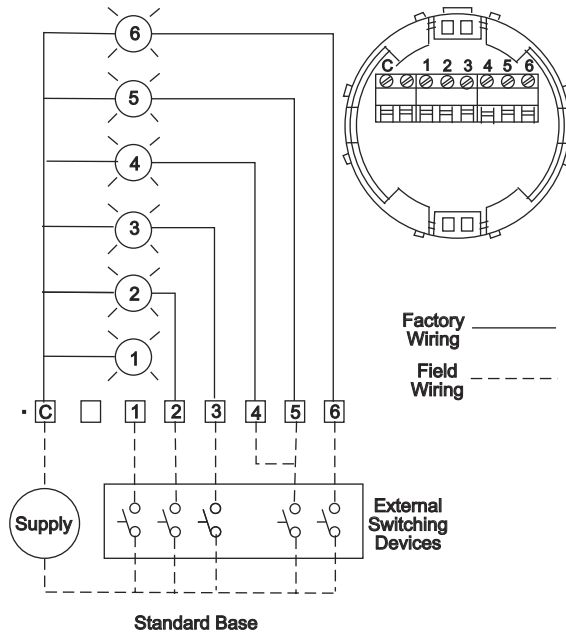 6
5
4
3
2
1
C 1 2 3 4 5 6
Factory
Wiring
Field
Wiring
C 1 2 3 4 5 6
Supply
External
Switching
Devices
Standard Base